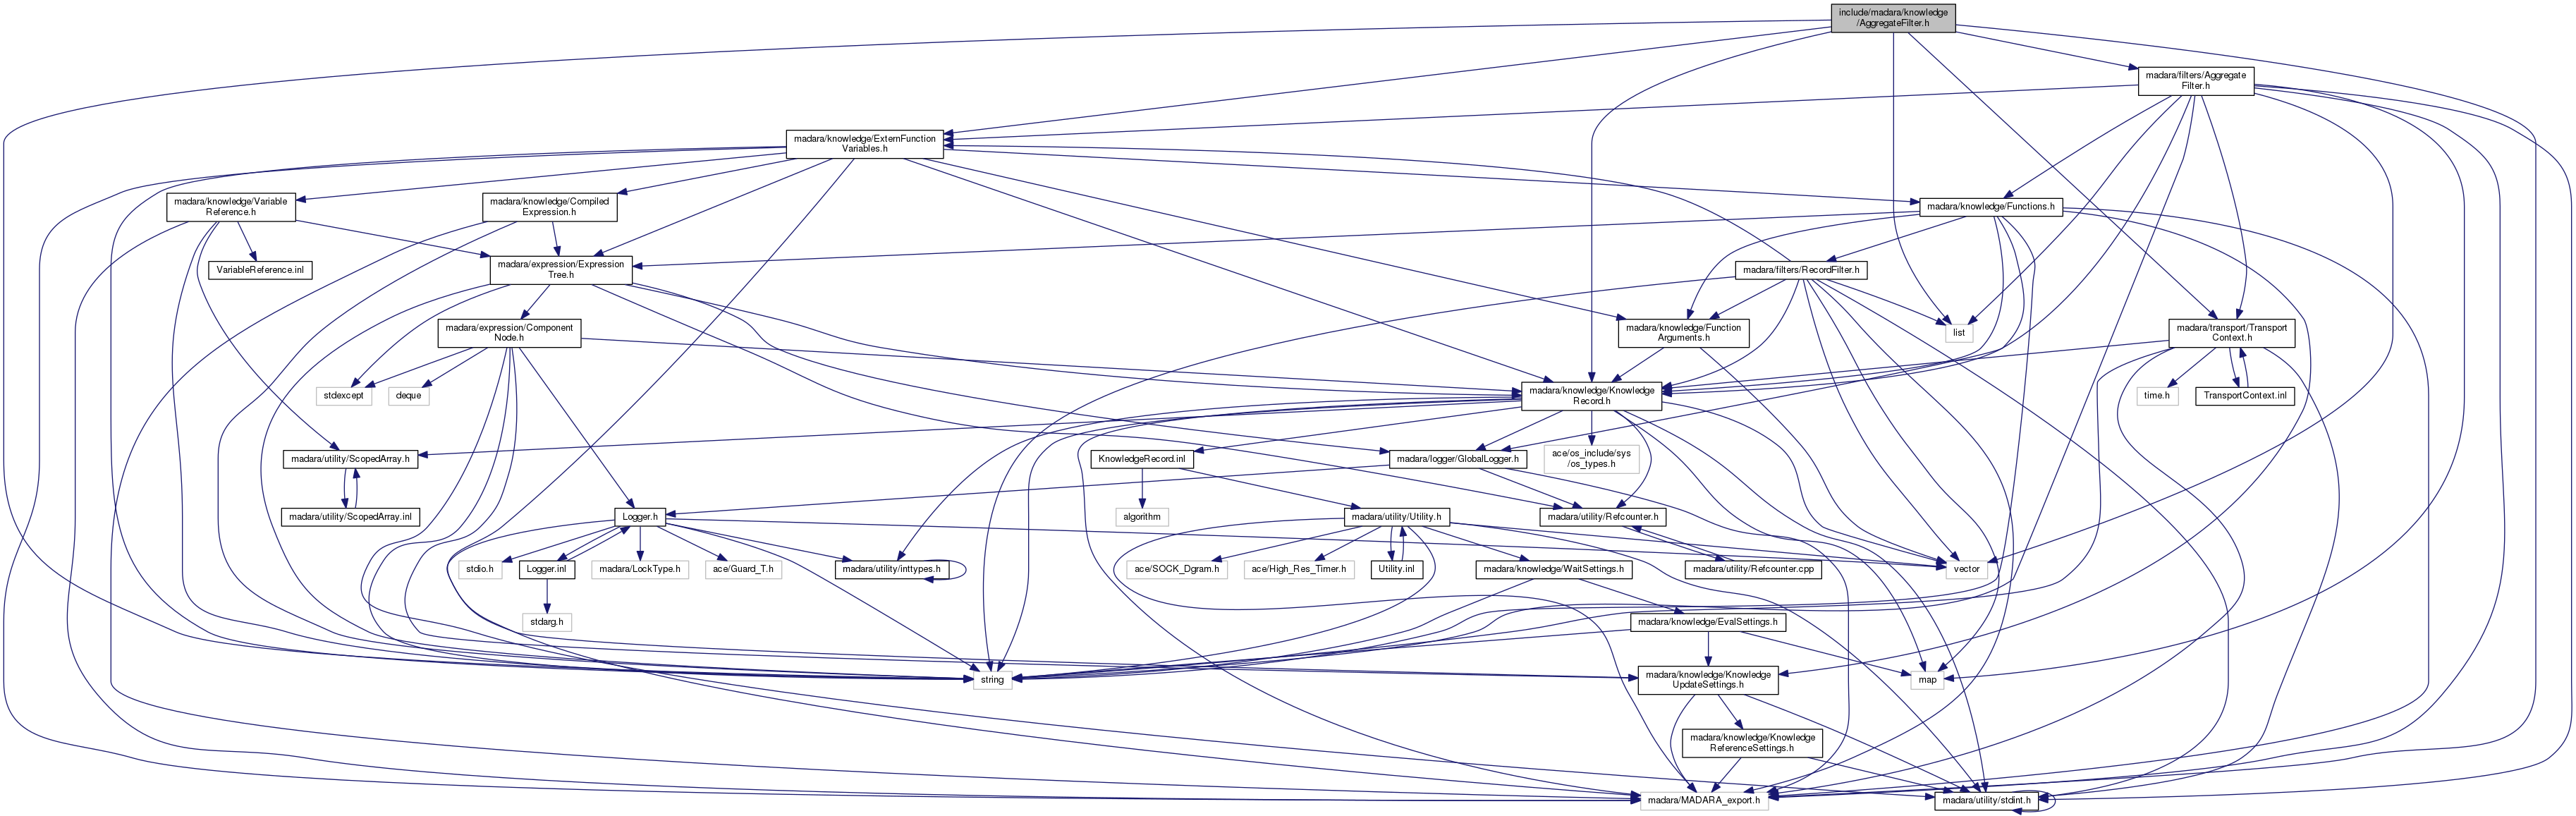 include/madara/knowledge
/AggregateFilter.h
madara/filters/Aggregate
Filter.h
madara/knowledge/ExternFunction
Variables.h
madara/knowledge/Variable
Reference.h
madara/knowledge/Compiled
Expression.h
madara/knowledge/Functions.h
VariableReference.inl
madara/expression/Expression
Tree.h
madara/filters/RecordFilter.h
madara/expression/Component
Node.h
madara/knowledge/Function
Arguments.h
list
madara/transport/Transport
Context.h
stdexcept
deque
madara/knowledge/Knowledge
Record.h
time.h
TransportContext.inl
madara/utility/ScopedArray.h
KnowledgeRecord.inl
madara/logger/GlobalLogger.h
ace/os_include/sys
/os_types.h
madara/utility/ScopedArray.inl
Logger.h
algorithm
madara/utility/Utility.h
madara/utility/Refcounter.h
stdio.h
Logger.inl
madara/LockType.h
ace/Guard_T.h
madara/utility/inttypes.h
ace/SOCK_Dgram.h
ace/High_Res_Timer.h
Utility.inl
madara/knowledge/WaitSettings.h
madara/utility/Refcounter.cpp
vector
stdarg.h
madara/knowledge/EvalSettings.h
string
madara/knowledge/Knowledge
UpdateSettings.h
map
madara/knowledge/Knowledge
ReferenceSettings.h
madara/MADARA_export.h
madara/utility/stdint.h